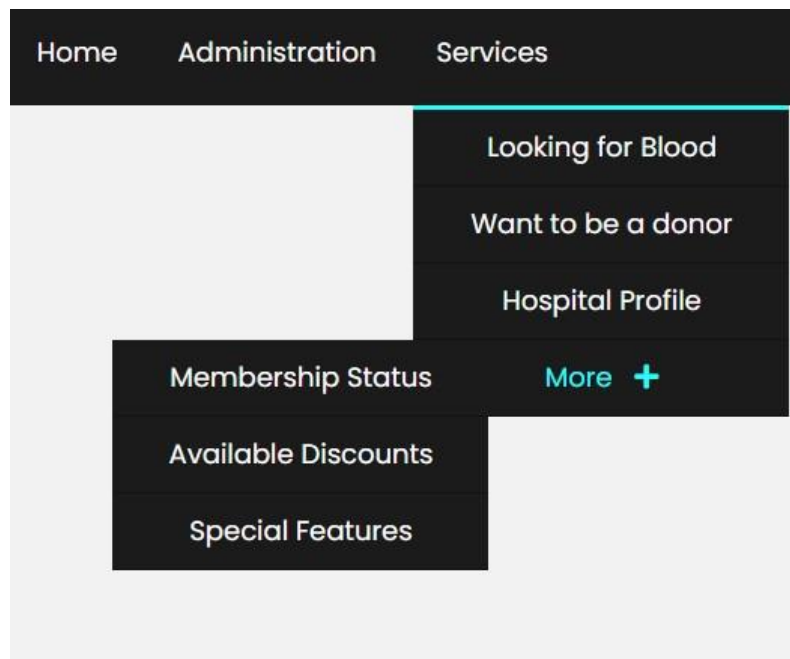 Home Administration Services
Looking for Blood
Want to be a donor
Hospital Profile
Membership Status More +
Available Discounts
Special Features